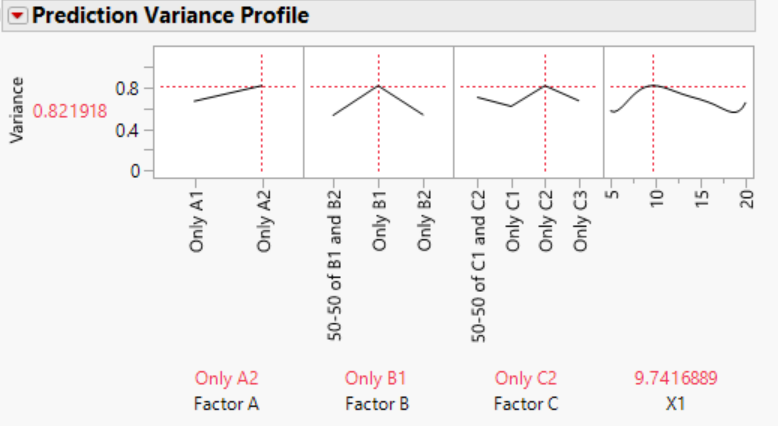 Prediction Variance Profile
Variance
0.821918
0.8
0.4
0
Only A1
Only A2
50-50 of B1 and B2
Only B1
Only B2
50-50 of C1 and C2
Only C1
Only C2
Only C3
5
10
15
20
Only A2
Only B1
Only C2
9.7416889
Factor A
Factor B
Factor C
X1